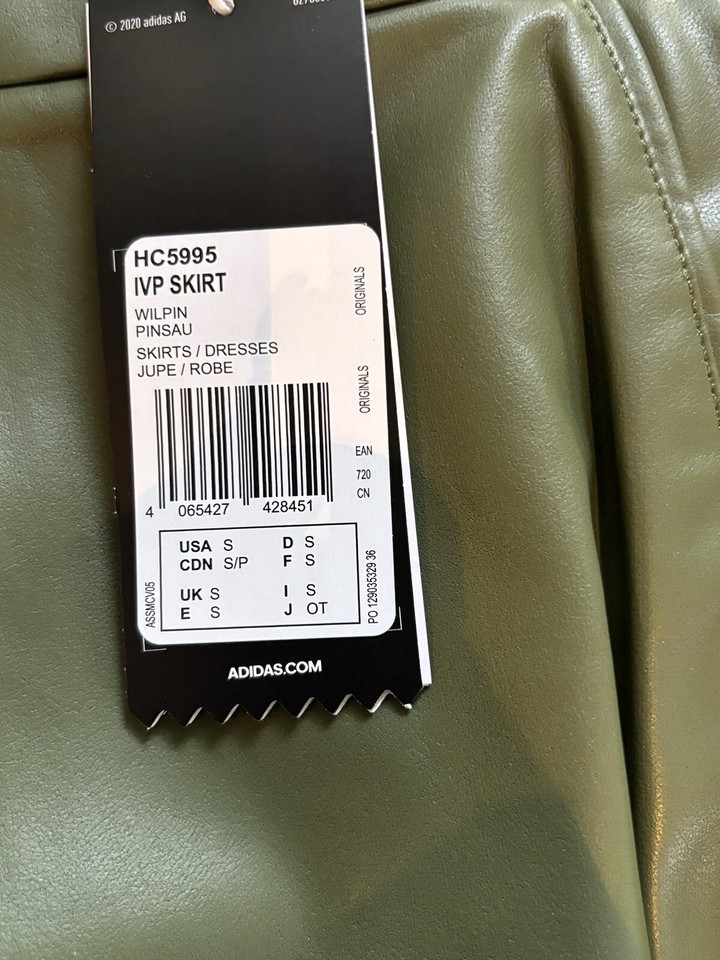 © 2020 adidas AG
HC5995
IVP SKIRT
WILPIN
PINSAU
SKIRTS / DRESSES
JUPE / ROBE
ORIGINALS
ORIGINALS
EAN
720
CN
4 065427 428451
USA S D S
CDN S/P F S
UK S I S
E S J OT
ASSMCV05
PO 129035329 36
ADIDAS.COM